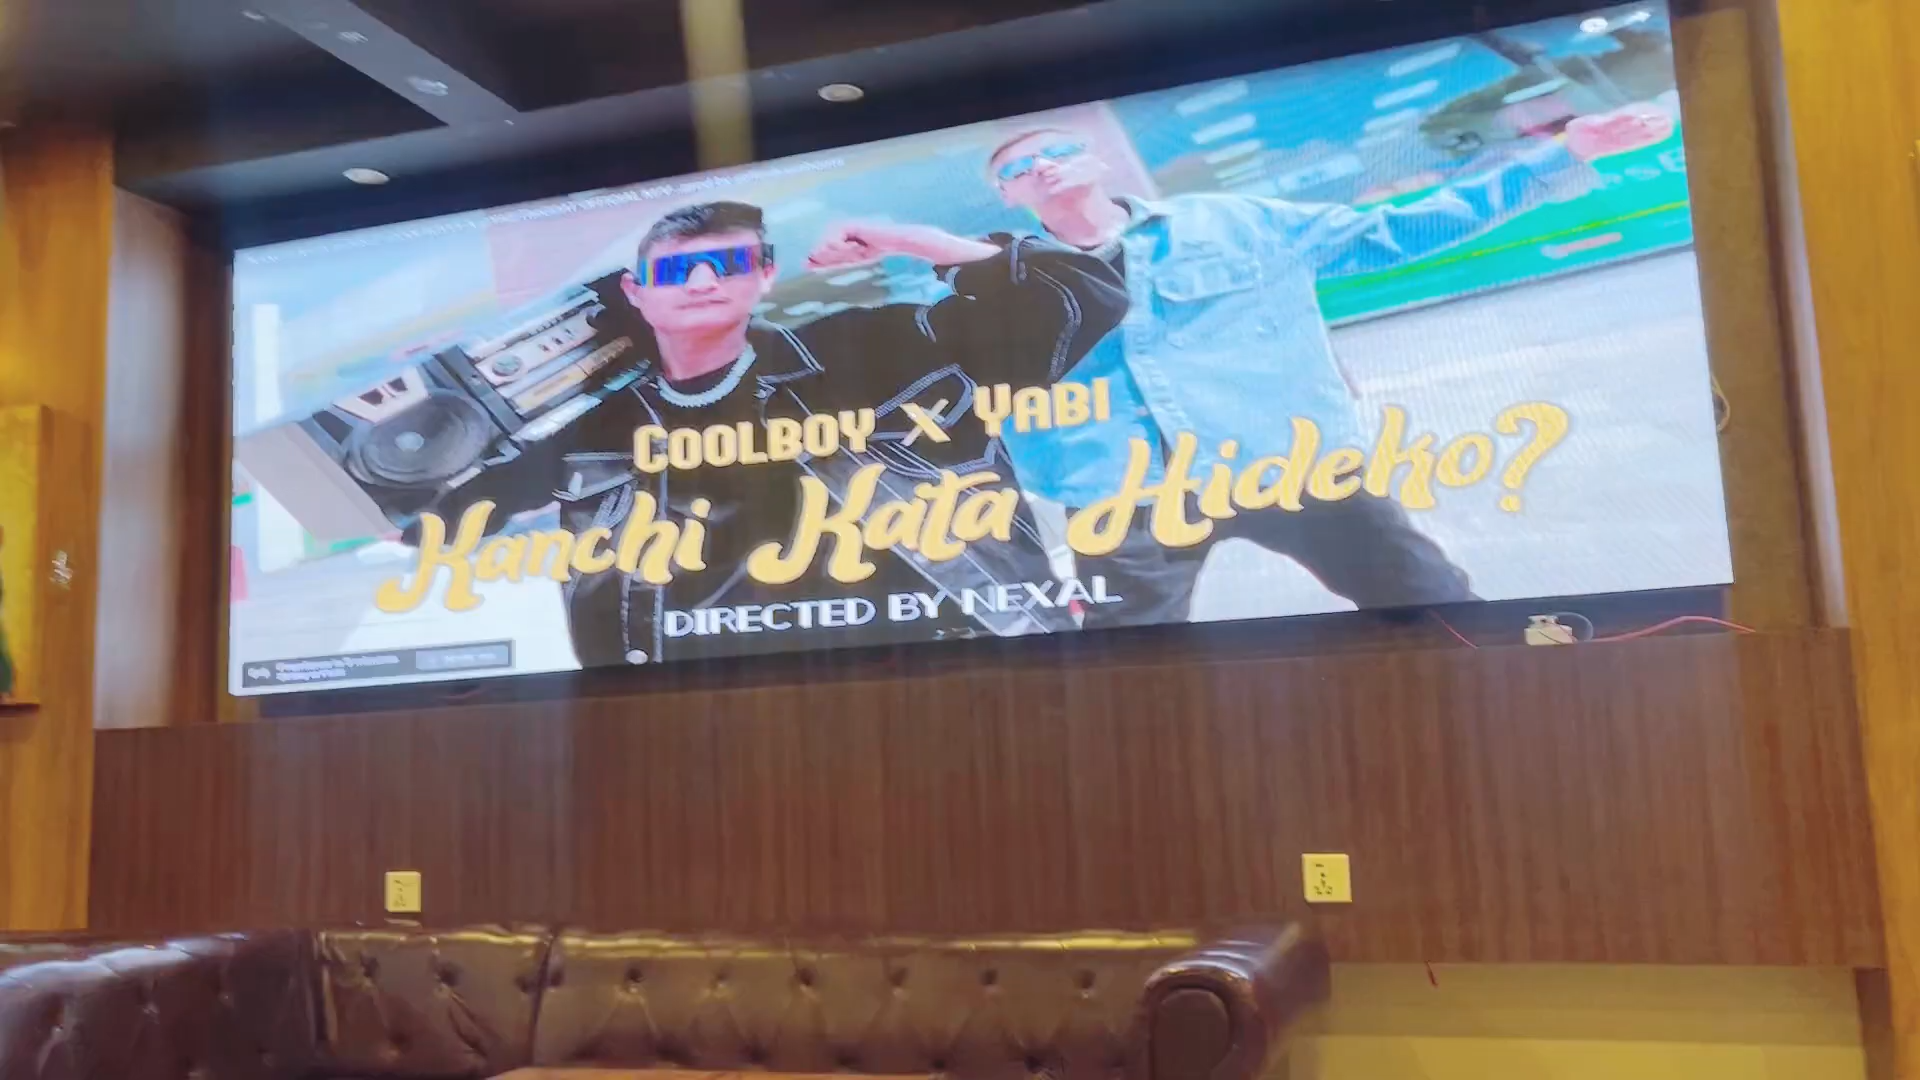 COOLBOY X YABI
Kanchi Kata Hideko?
DIRECTED BY NEXAL